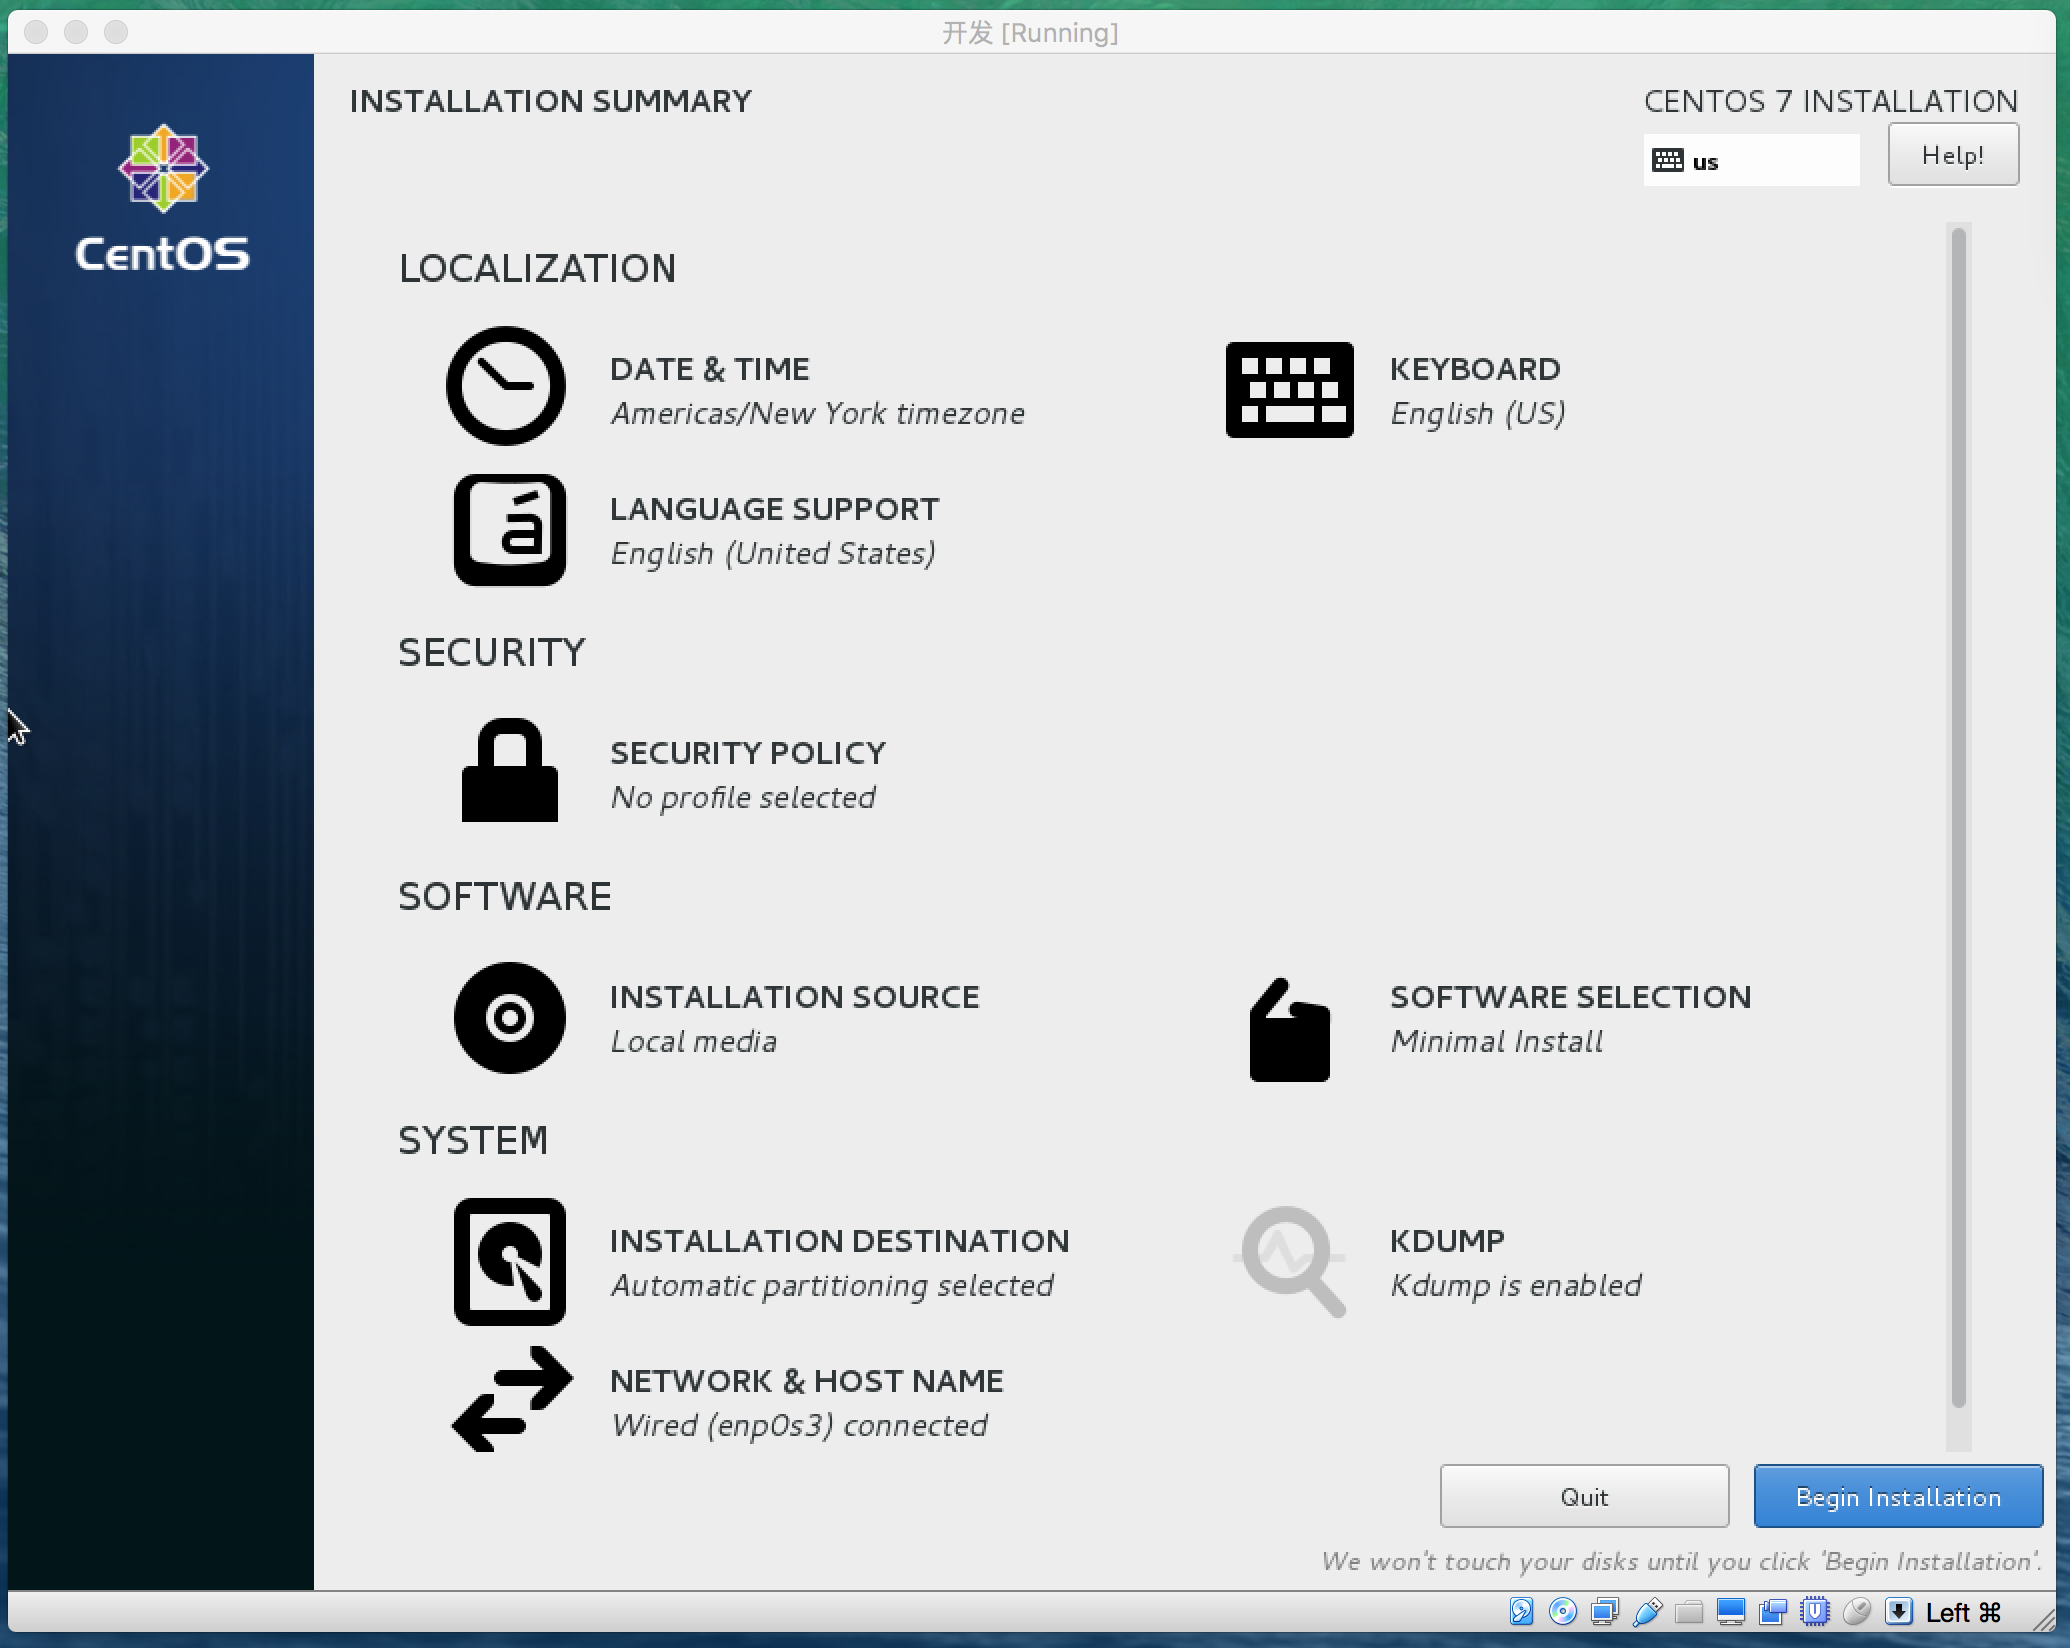 开发 [Running]
INSTALLATION SUMMARY
CENTOS 7 INSTALLATION
us
Help!
CentOS
LOCALIZATION
DATE & TIME
Americas/New York timezone
KEYBOARD
English (US)
á
LANGUAGE SUPPORT
English (United States)
SECURITY
SECURITY POLICY
No profile selected
SOFTWARE
INSTALLATION SOURCE
Local media
SOFTWARE SELECTION
Minimal Install
SYSTEM
INSTALLATION DESTINATION
Automatic partitioning selected
KDUMP
Kdump is enabled
NETWORK & HOST NAME
Wired (enp0s3) connected
Quit
Begin Installation
We won't touch your disks until you click 'Begin Installation'.
Left ⌘